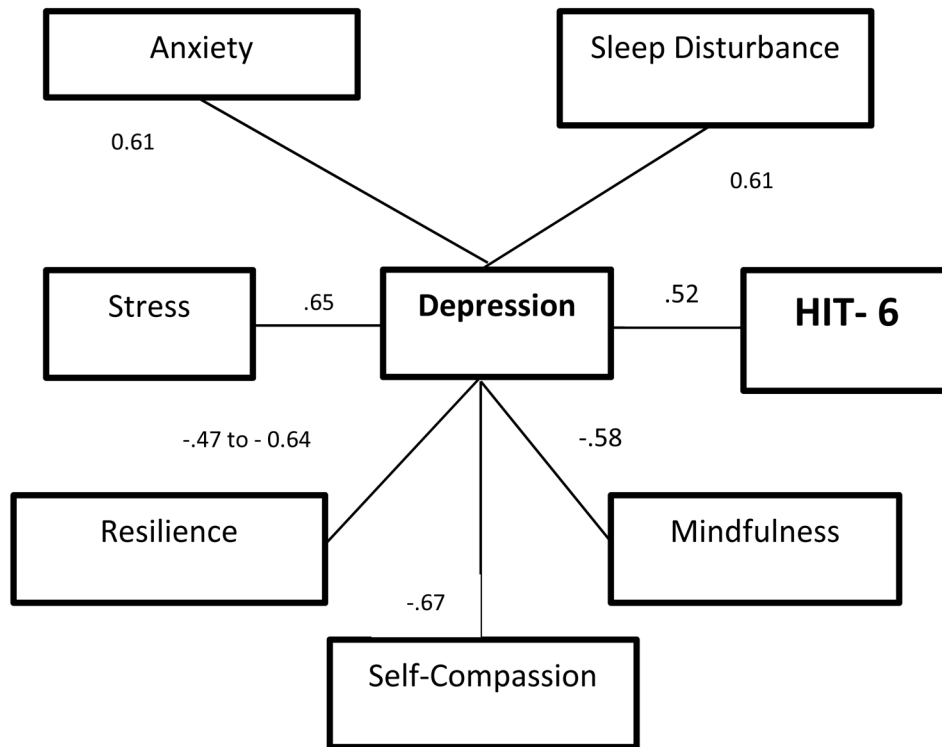 Anxiety
Sleep Disturbance
0.61
0.61
Stress
.65
Depression
.52
HIT- 6
-.47 to - 0.64
-.58
Resilience
Mindfulness
-.67
Self-Compassion